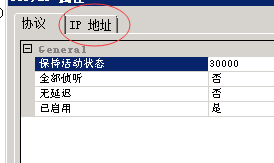 协议 IP 地址
General
保持活动状态 30000
全部侦听 否
无延迟 否
已启用 是